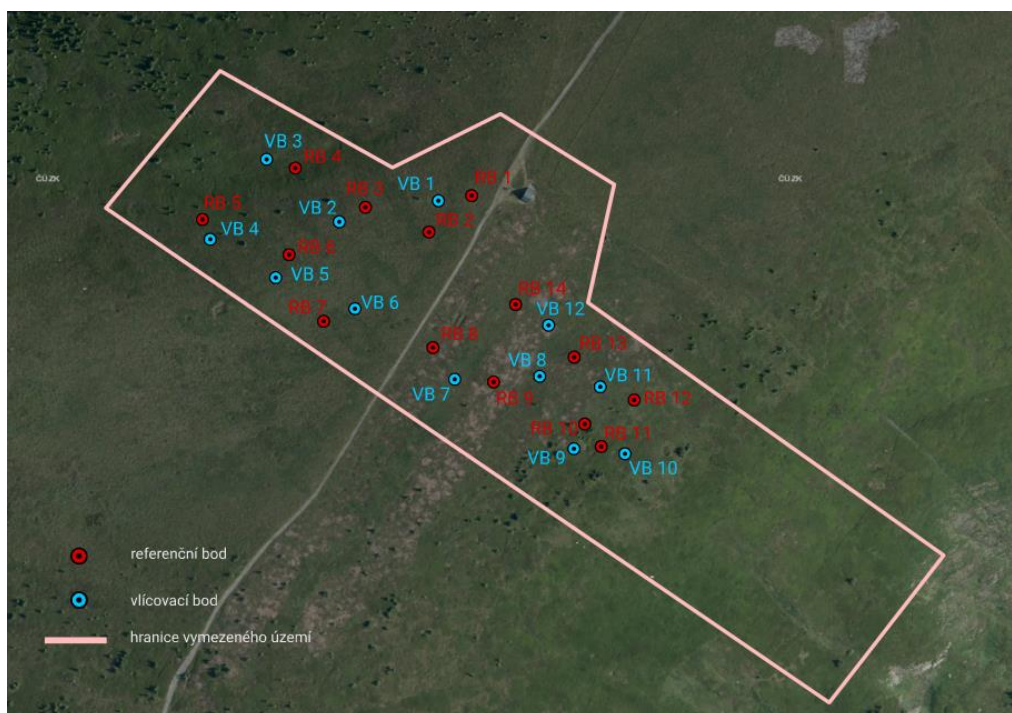 VB 3
RB 4
ČÚZK
ČÚZK
RB 3
VB 1
RB 1
RB 5
VB 2
VB 4
RB 2
RB 6
VB 5
RB 7
VB 6
RB 14
VB 12
RB 8
RB 13
VB 7
VB 8
RB 9
VB 11
RB 12
RB 10
RB 11
VB 9
VB 10
referenční bod
vlícovací bod
hranice vymezeného území